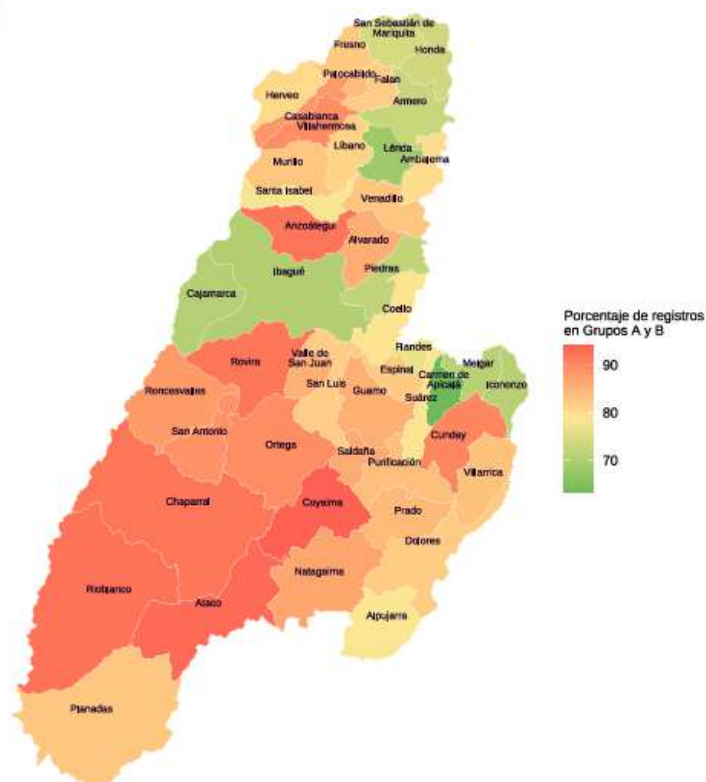 San Sebastián de
Mariquita
Honda
Fresno
Palocabildo
Falan
Herveo
Armero
Casabianca
Villahermosa
Líbano
Lérida
Ambalema
Murillo
Santa Isabel
Venadillo
Anzoátegui
Alvarado
Ibagué
Piedras
Cajamarca
Coello
Porcentaje de registros
en Grupos A y B
Flandes
Valle de
San Juan
Rovira
Espinal
Melgar
Carmen de
Apicalá
Icononzo
90
Roncesvalles
San Luis
Guamo
Suárez
80
San Antonio
Ortega
Cunday
Saldaña
Purificación
70
Villarrica
Chaparral
Coyaima
Prado
Dolores
Natagaima
Rioblanco
Ataco
Alpujarra
Planadas